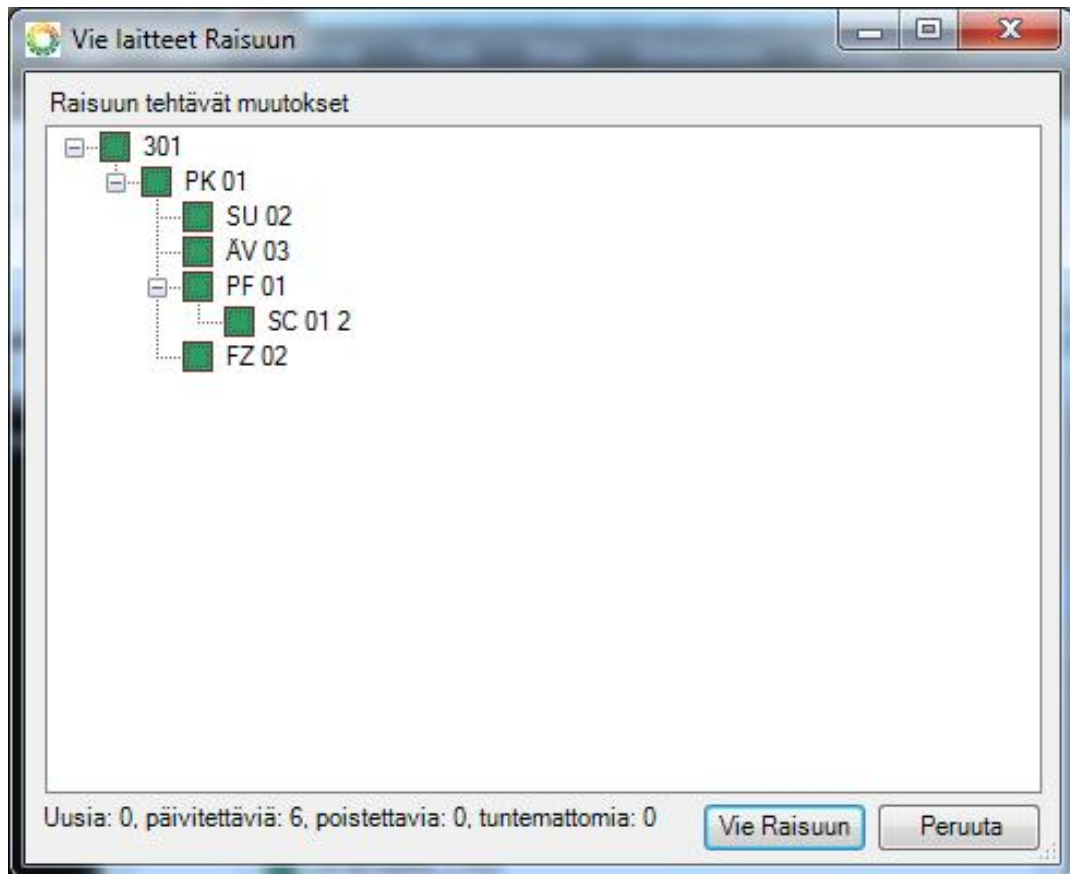 Vie laitteet Raisuun
Raisuun tehtävät muutokset
301
PK 01
SU 02
ÄV 03
PF 01
SC 01 2
FZ 02
Uusia: 0, päivitettäviä: 6, poistettavia: 0, tuntemattomia: 0
Vie Raisuun
Peruuta